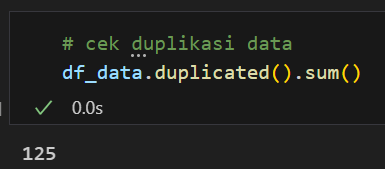 # cek duplikasi data
df_data.duplicated().sum()
0.0s
125